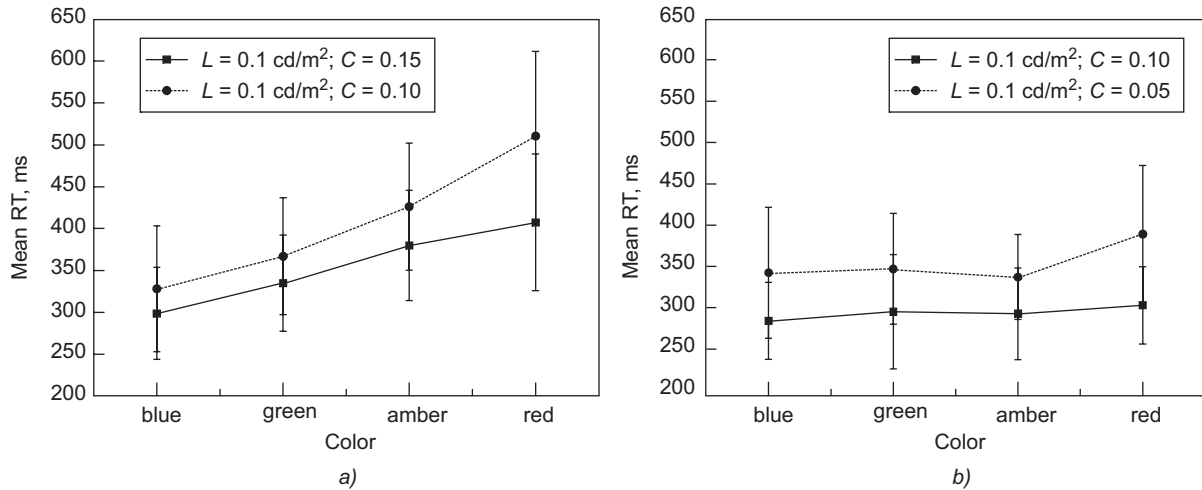 650
600
550
500
450
400
350
300
250
200
Mean RT, ms
L = 0.1 cd/m²; C = 0.15
L = 0.1 cd/m²; C = 0.10
blue
green
amber
red
Color
a)
650
600
550
500
450
400
350
300
250
200
Mean RT, ms
L = 0.1 cd/m²; C = 0.10
L = 0.1 cd/m²; C = 0.05
blue
green
amber
red
Color
b)